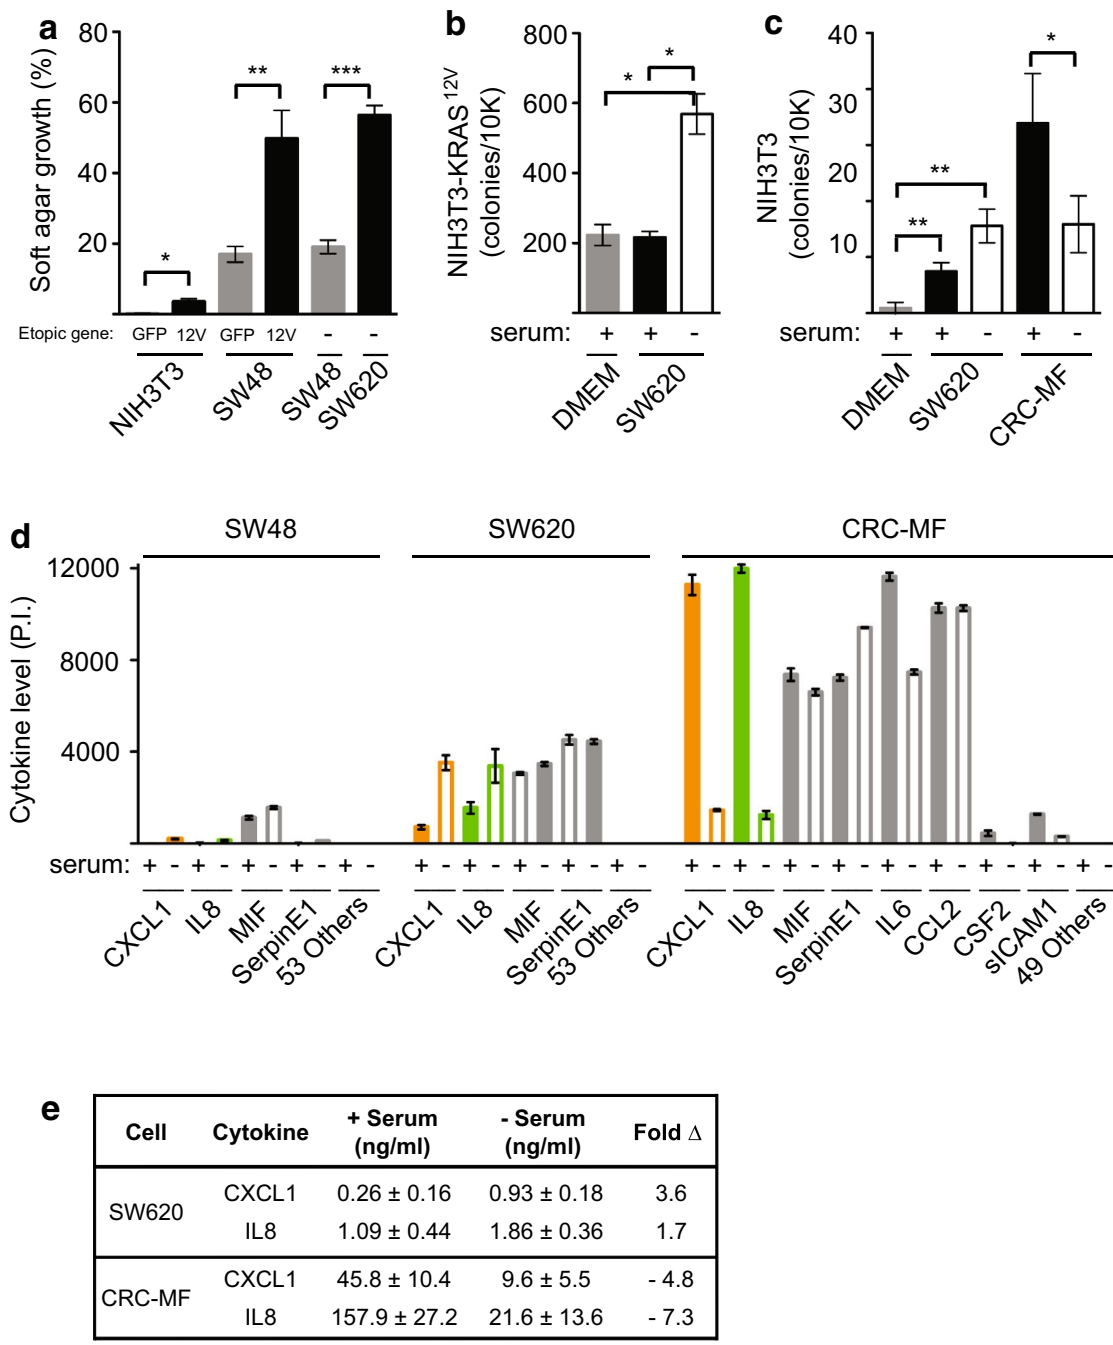 a
Soft agar growth (%)
80
60
40
20
*
**
***
Etopic gene: GFP 12V GFP 12V - -
NIH3T3 SW48 SW48 SW620
b
NIH3T3-KRAS12V
(colonies/10K)
800
600
400
200
*
*
serum: + + -
DMEM SW620
c
NIH3T3
(colonies/10K)
40
30
20
10
*
**
**
serum: + + - + -
DMEM SW620 CRC-MF
d
SW48 SW620 CRC-MF
Cytokine level (P.I.)
12000
8000
4000
serum: + - + - + - + - + - + - + - + - + - + - + - + - + - + - + - + - + - + - + -
CXCL1 IL8 MIF SerpinE1 53 Others CXCL1 IL8 MIF SerpinE1 53 Others CXCL1 IL8 MIF SerpinE1 IL6 CCL2 CSF2 sICAM1 49 Others
e
Cell Cytokine + Serum (ng/ml) - Serum (ng/ml) Fold Δ
SW620
CXCL1 0.26 ± 0.16 0.93 ± 0.18 3.6
IL8 1.09 ± 0.44 1.86 ± 0.36 1.7
CRC-MF
CXCL1 45.8 ± 10.4 9.6 ± 5.5 - 4.8
IL8 157.9 ± 27.2 21.6 ± 13.6 - 7.3